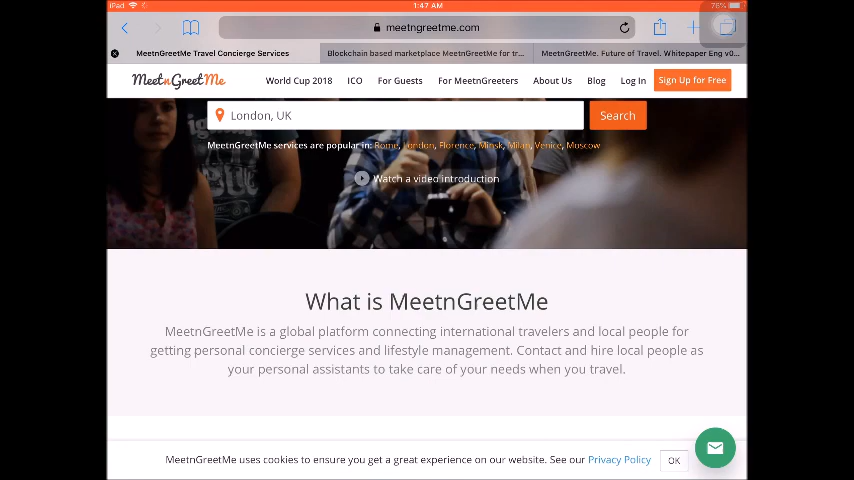 iPad 1:47 AM 76%
meetngreetme.com
MeetnGreetMe Travel Concierge Services Blockchain based marketplace MeetnGreetMe for tr... MeetnGreetMe. Future of Travel. Whitepaper Eng v0...
MeetnGreetMe World Cup 2018 ICO For Guests For MeetnGreeters About Us Blog Log In Sign Up for Free
London, UK Search
MeetnGreetMe services are popular in: Rome, London, Florence, Minsk, Milan, Venice, Moscow
Watch a video introduction
What is MeetnGreetMe
MeetnGreetMe is a global platform connecting international travelers and local people for
getting personal concierge services and lifestyle management. Contact and hire local people as
your personal assistants to take care of your needs when you travel.
MeetnGreetMe uses cookies to ensure you get a great experience on our website. See our Privacy Policy OK